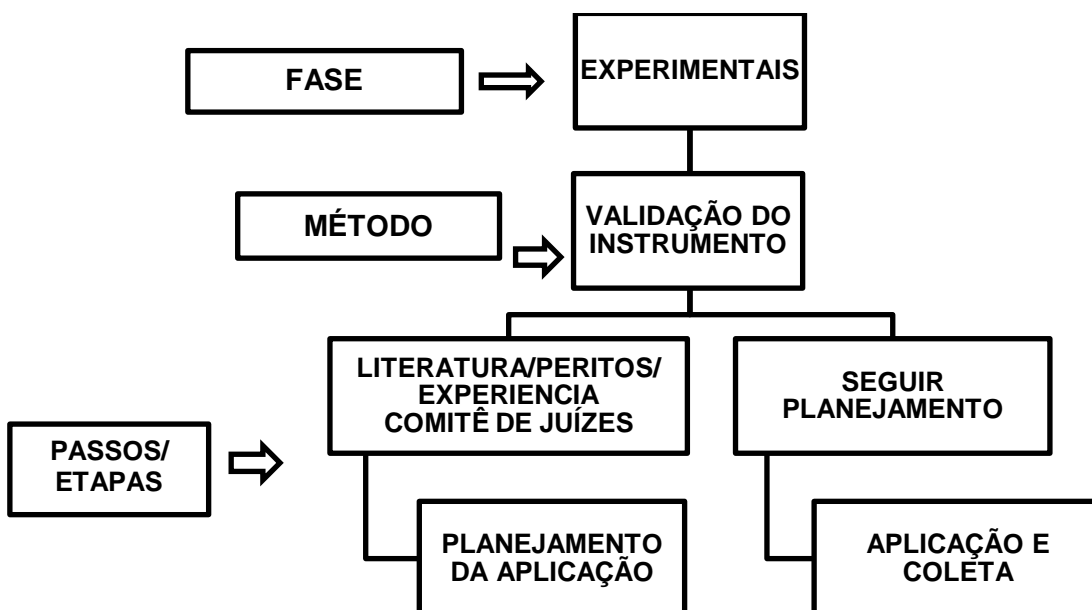 FASE
EXPERIMENTAIS
MÉTODO
VALIDAÇÃO DO
INSTRUMENTO
LITERATURA/PERITOS/
EXPERIENCIA
COMITÊ DE JUÍZES
SEGUIR
PLANEJAMENTO
PASSOS/
ETAPAS
PLANEJAMENTO
DA APLICAÇÃO
APLICAÇÃO E
COLETA